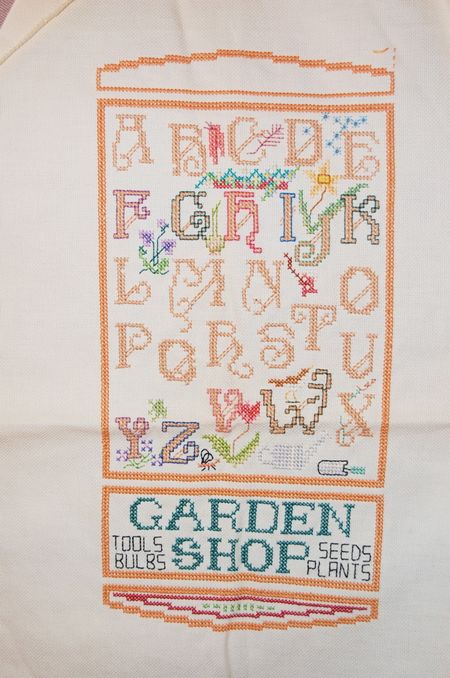 A B C D E
F G H I J K
L M N O
P Q R S T U
V W X
Y Z
GARDEN
TOOLS SHOP SEEDS
BULBS PLANTS